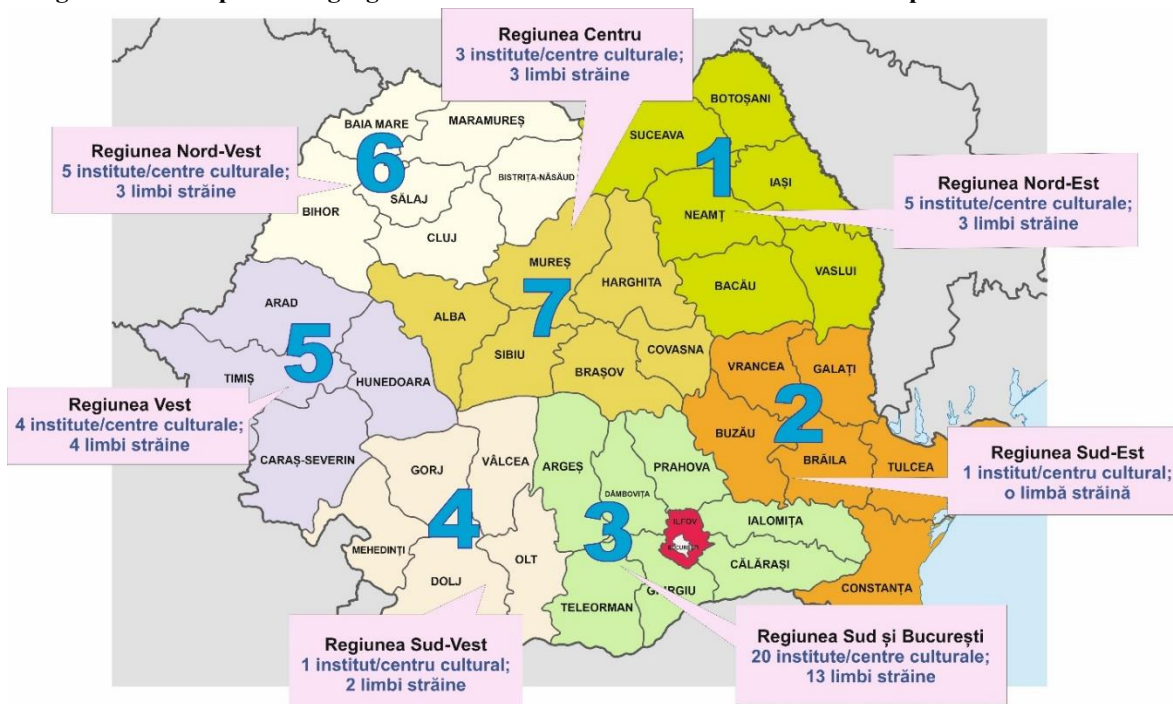 Regiunea Centru
3 institute/centre culturale;
3 limbi străine
BOTOȘANI
SUCEAVA
BAIA MARE
MARAMUREȘ
6
1
Regiunea Nord-Vest
5 institute/centre culturale;
3 limbi străine
BISTRIȚA-NĂSĂUD
IAȘI
Regiunea Nord-Est
5 institute/centre culturale;
3 limbi străine
SĂLAJ
BIHOR
NEAMȚ
CLUJ
MUREȘ
HARGHITA
BACĂU
VASLUI
ARAD
7
ALBA
5
SIBIU
COVASNA
BRAȘOV
TIMIȘ
HUNEDOARA
VRANCEA
GALAȚI
2
Regiunea Vest
4 institute/centre culturale;
4 limbi străine
BUZĂU
CARAȘ-SEVERIN
GORJ
VÂLCEA
ARGEȘ
PRAHOVA
BRĂILA
TULCEA
Regiunea Sud-Est
1 institut/centru cultural;
o limbă străină
4
DÂMBOVIȚA
3
ILFOV
BUCUREȘTI
IALOMIȚA
MEHEDINȚI
OLT
CĂLĂRAȘI
DOLJ
GIURGIU
CONSTANȚA
TELEORMAN
Regiunea Sud-Vest
1 institut/centru cultural;
2 limbi străine
Regiunea Sud și București
20 institute/centre culturale;
13 limbi străine